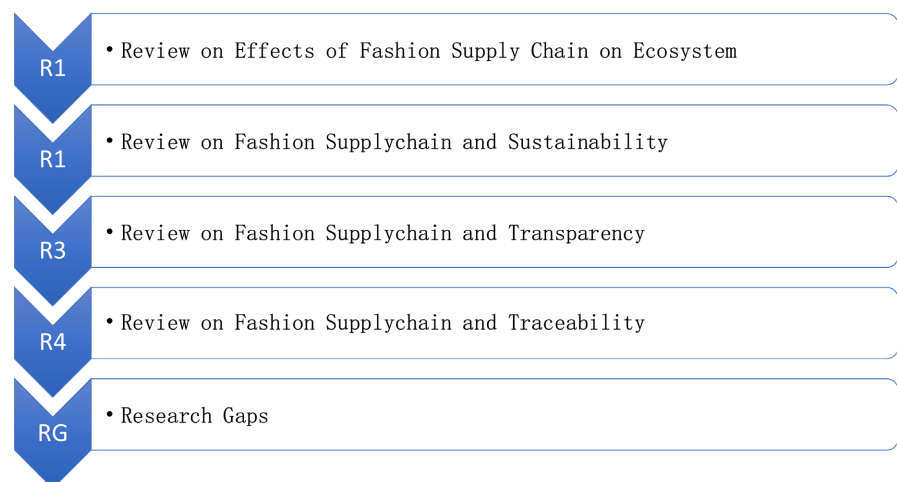 R1
• Review on Effects of Fashion Supply Chain on Ecosystem
R1
• Review on Fashion Supplychain and Sustainability
R3
• Review on Fashion Supplychain and Transparency
R4
• Review on Fashion Supplychain and Traceability
RG
• Research Gaps